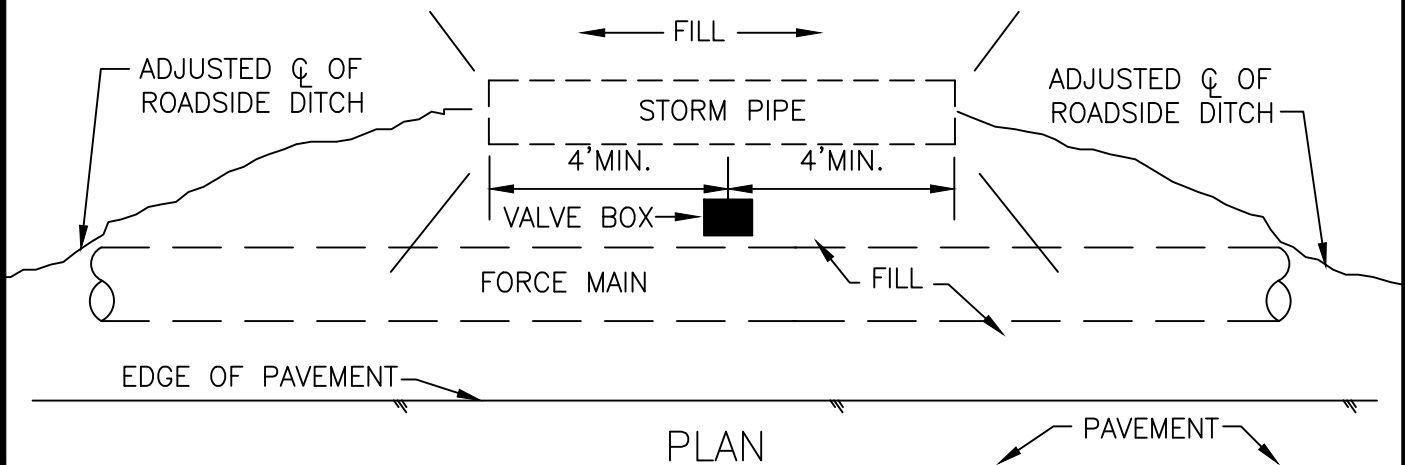 FILL
ADJUSTED ℄ OF
ROADSIDE DITCH
ADJUSTED ℄ OF
ROADSIDE DITCH
STORM PIPE
4'MIN.
4'MIN.
VALVE BOX
FORCE MAIN
FILL
EDGE OF PAVEMENT
PLAN
PAVEMENT